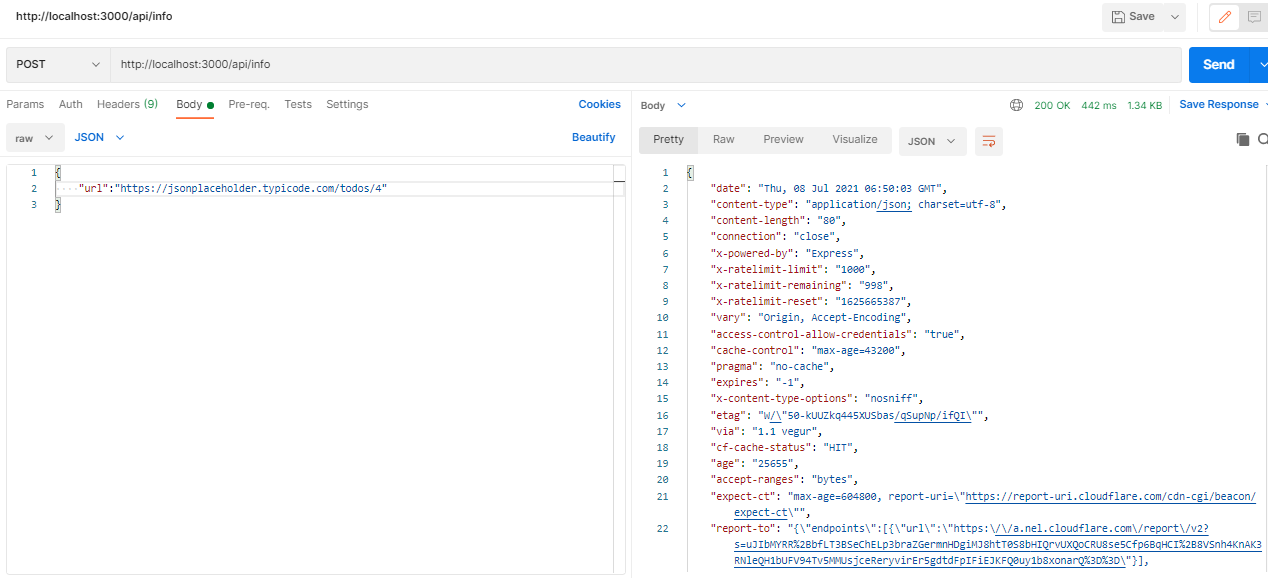 http://localhost:3000/api/info
Save
POST
http://localhost:3000/api/info
Send
Params Auth Headers (9) Body Pre-req. Tests Settings Cookies
raw JSON Beautify
1 {
2 "url":"https://jsonplaceholder.typicode.com/todos/4"
3 }
Body 200 OK 442 ms 1.34 KB Save Response
Pretty Raw Preview Visualize JSON
1 {
2 "date": "Thu, 08 Jul 2021 06:50:03 GMT",
3 "content-type": "application/json; charset=utf-8",
4 "content-length": "80",
5 "connection": "close",
6 "x-powered-by": "Express",
7 "x-ratelimit-limit": "1000",
8 "x-ratelimit-remaining": "998",
9 "x-ratelimit-reset": "1625665387",
10 "vary": "Origin, Accept-Encoding",
11 "access-control-allow-credentials": "true",
12 "cache-control": "max-age=43200",
13 "pragma": "no-cache",
14 "expires": "-1",
15 "x-content-type-options": "nosniff",
16 "etag": "W/\"50-kUUZkq445XUSbas/qSupNp/ifQI\"",
17 "via": "1.1 vegur",
18 "cf-cache-status": "HIT",
19 "age": "25655",
20 "accept-ranges": "bytes",
21 "expect-ct": "max-age=604800, report-uri=\"https://report-uri.cloudflare.com/cdn-cgi/beacon/
expect-ct\"",
22 "report-to": "{\"endpoints\":[{\"url\":\"https:\/\/a.nel.cloudflare.com\/report\/v2?
s=uJIbMYRR%2BbfLT3BSeChELp3braZGermnHDgiMJ8htT0S8bHIQrvUXQoCRU8se5Cfp6BqHCI%2B8VSnh4KnAK3
RNleQH1bUFV94Tv5MMUsjceReryvirEr5gdtdFpIFiEJKFQ0uy1b8xonarQ%3D%3D\"}],